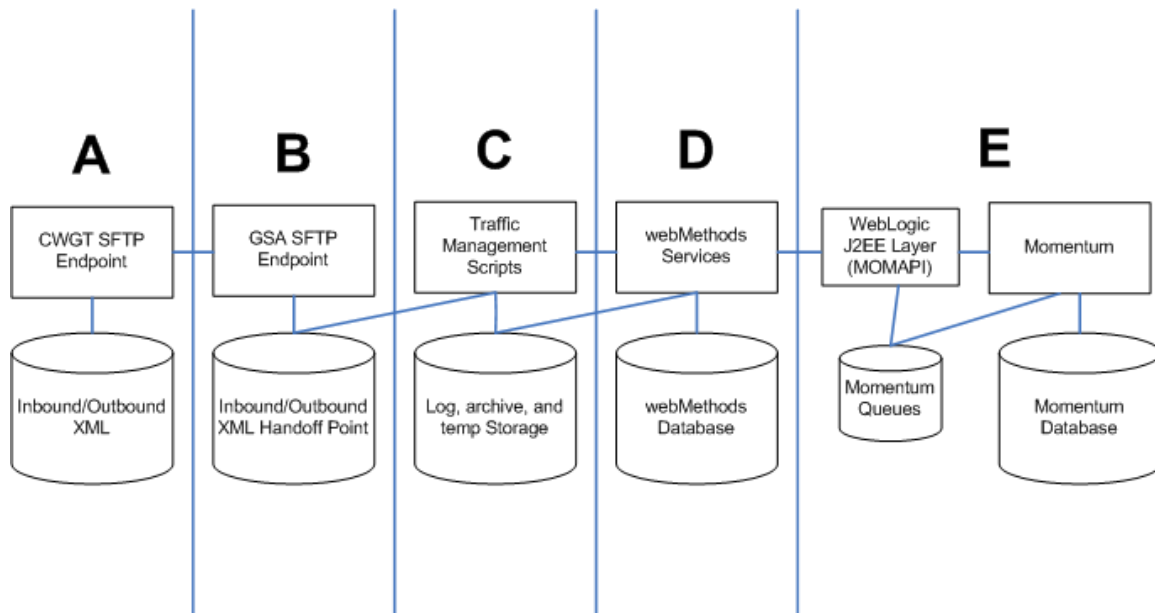 A
B
C
D
E
CWGT SFTP
Endpoint
GSA SFTP
Endpoint
Traffic
Management
Scripts
webMethods
Services
WebLogic
J2EE Layer
(MOMAPI)
Momentum
Inbound/Outbound
XML
Inbound/Outbound
XML Handoff Point
Log, archive, and
temp Storage
webMethods
Database
Momentum
Queues
Momentum
Database